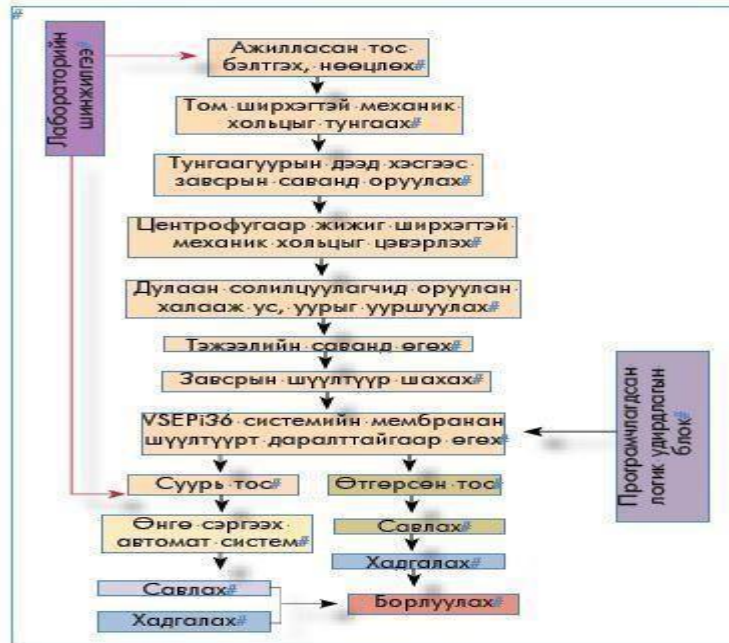 #
Лабораторийн
шинжилгээ#
Ажилласан тос
бэлтгэх, нөөцлөх#
Том ширхэгтэй механик
хольцыг тунгаах#
Тунгаагуурын дээд хэсгээс
завсрын саванд оруулах#
Центрофугаар жижиг ширхэгтэй
механик хольцыг цэвэрлэх#
Дулаан солилцуулагчид оруулан
халааж ус, уурыг ууршуулах#
Тэжээлийн саванд өгөх#
Завсрын шүүлтүүр шахах#
VSEPi36 системийн мембранан
шүүлтүүрт даралттайгаар өгөх#
Програмчлагдсан
логик удирдлагын
блок#
Суурь тос#
Өтгөрсөн тос#
Өнгө сэргээх
автомат систем#
Савлах#
Хадгалах#
Савлах#
Хадгалах#
Борлуулах#